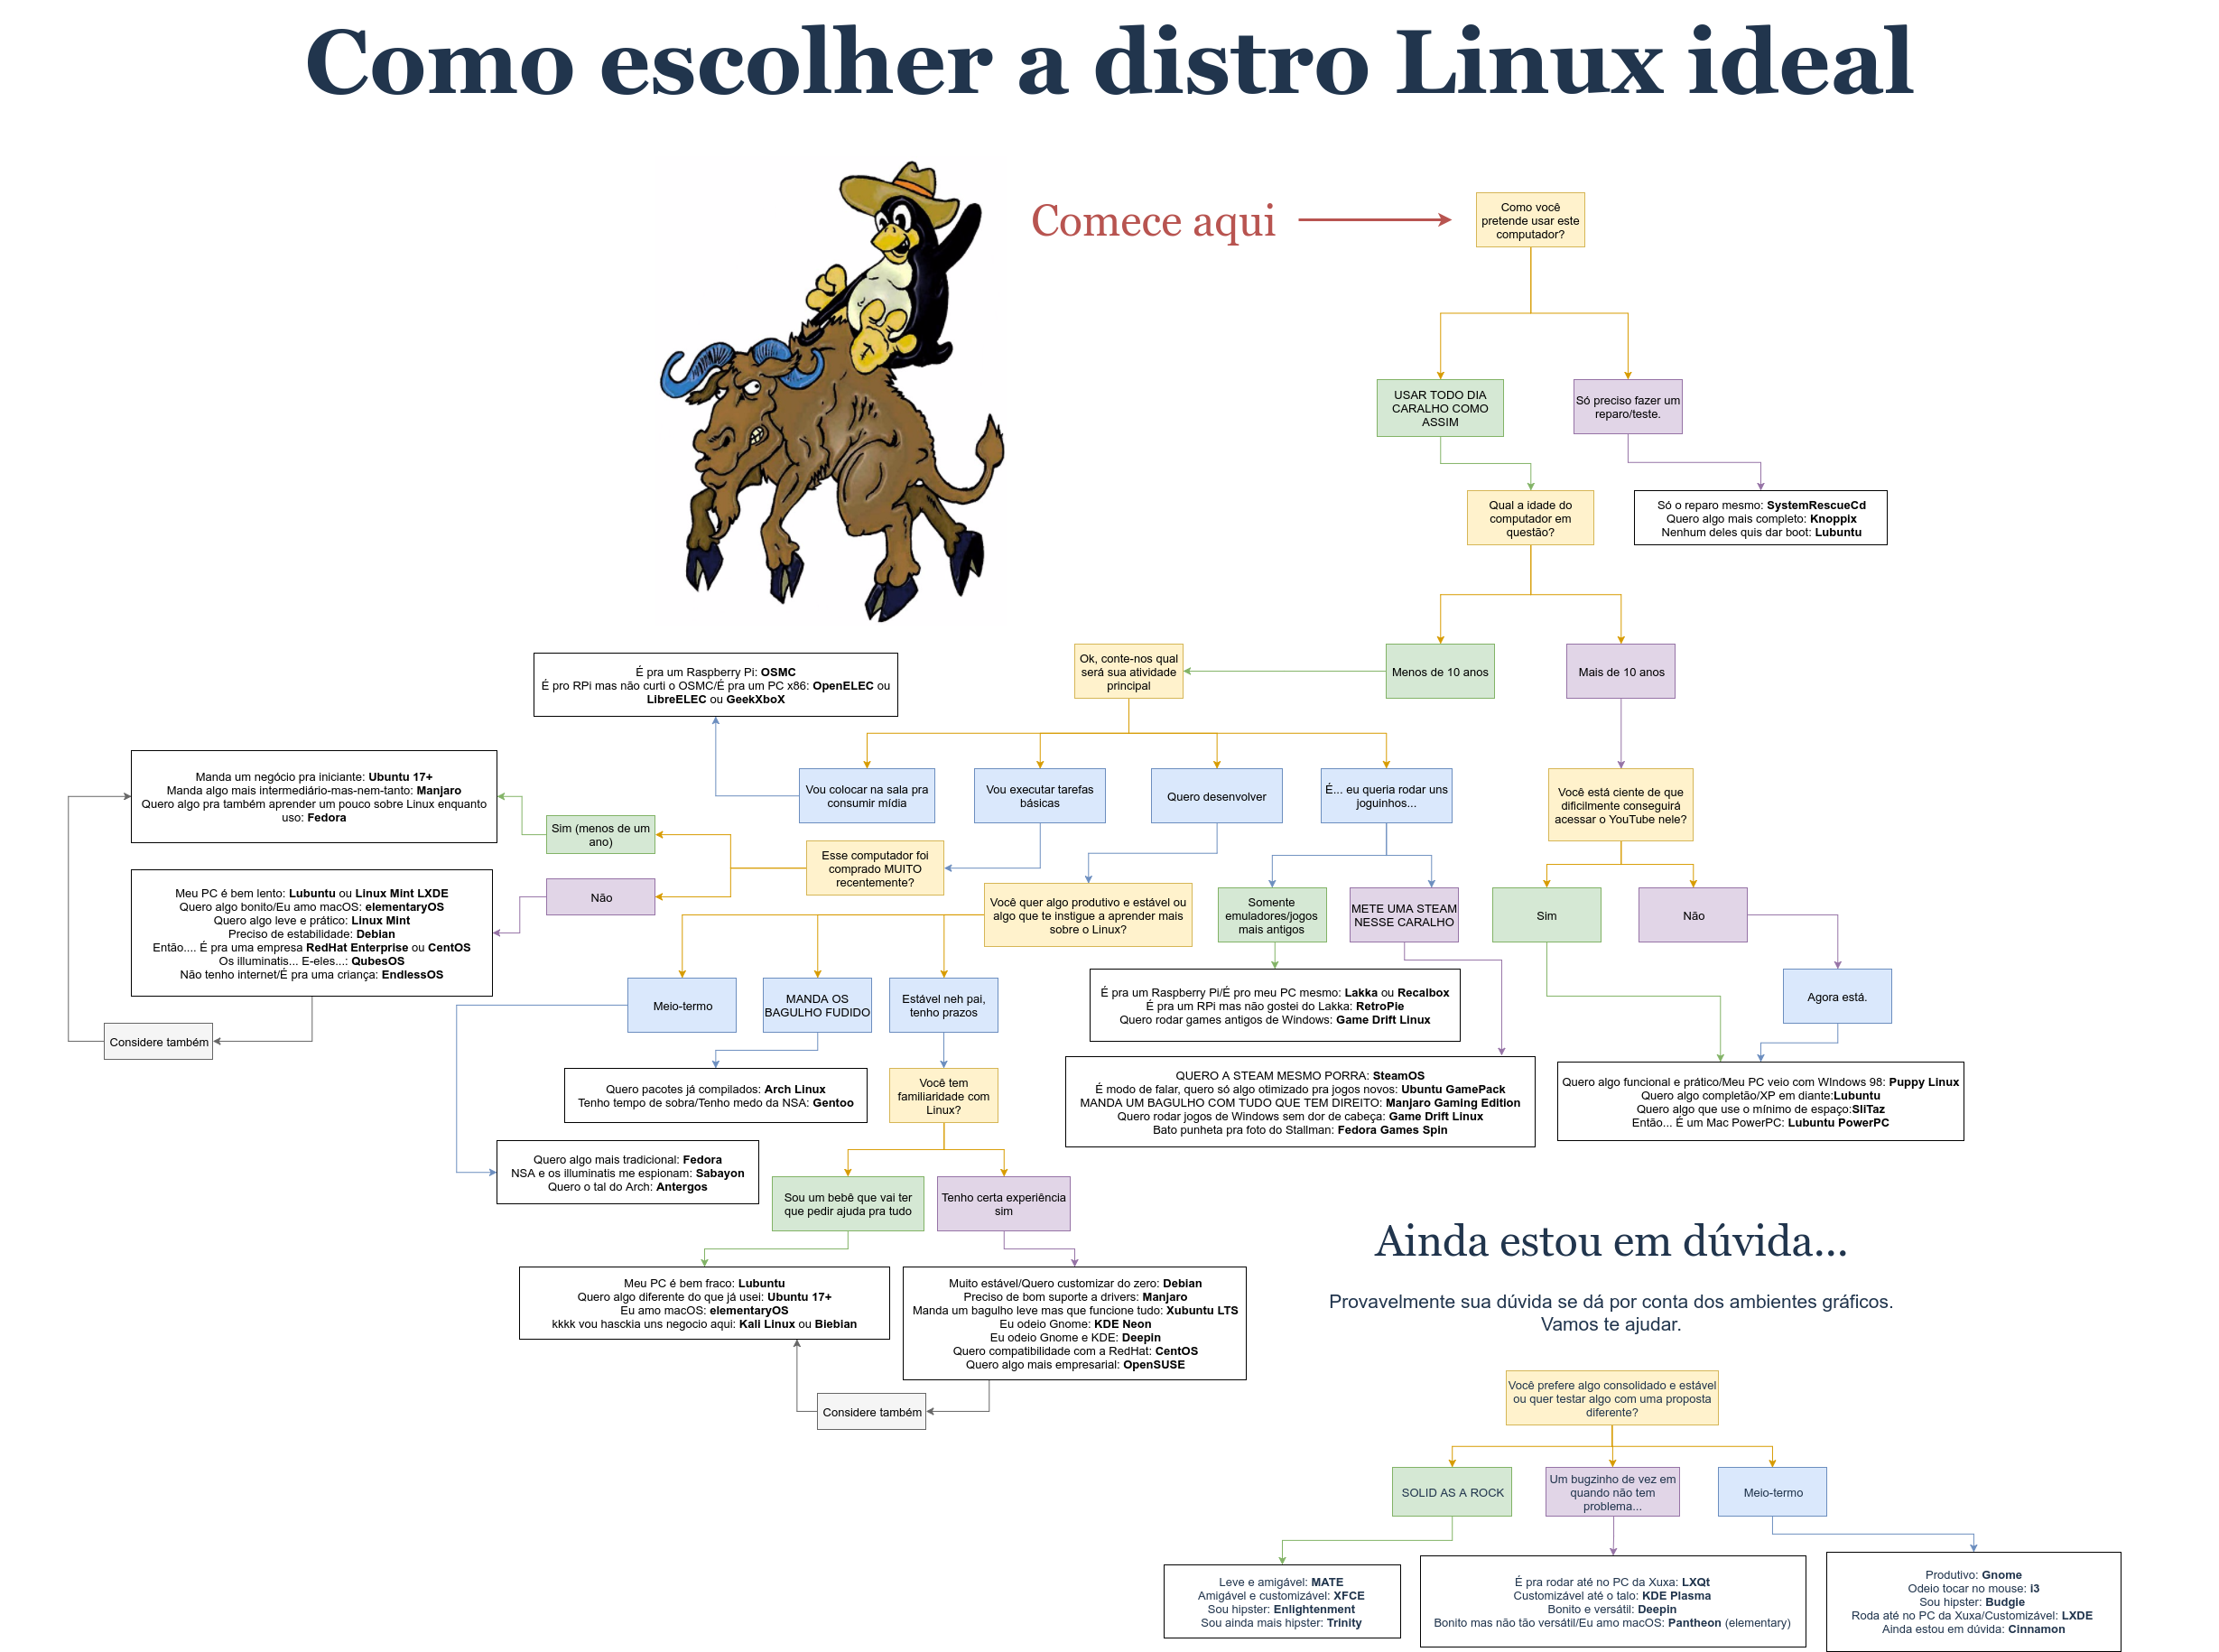 Como escolher a distro Linux ideal
Comece aqui
Como você
pretende usar este
computador?
USAR TODO DIA
CARALHO COMO
ASSIM
Só preciso fazer um
reparo/teste.
Qual a idade do
computador em
questão?
Só o reparo mesmo: SystemRescueCd
Quero algo mais completo: Knoppix
Nenhum deles quis dar boot: Lubuntu
Ok, conte-nos qual
será sua atividade
principal
Menos de 10 anos
Mais de 10 anos
É pra um Raspberry Pi: OSMC
É pro RPi mas não curti o OSMC/É pra um PC x86: OpenELEC ou
LibreELEC ou GeekXboX
Vou colocar na sala pra
consumir mídia
Vou executar tarefas
básicas
Quero desenvolver
É... eu queria rodar uns
joguinhos...
Você está ciente de que
dificilmente conseguirá
acessar o YouTube nele?
Manda um negócio pra iniciante: Ubuntu 17+
Manda algo mais intermediário-mas-nem-tanto: Manjaro
Quero algo pra também aprender um pouco sobre Linux enquanto
uso: Fedora
Sim (menos de um
ano)
Esse computador foi
comprado MUITO
recentemente?
Não
Meu PC é bem lento: Lubuntu ou Linux Mint LXDE
Quero algo bonito/Eu amo macOS: elementaryOS
Quero algo leve e prático: Linux Mint
Preciso de estabilidade: Debian
Então.... É pra uma empresa RedHat Enterprise ou CentOS
Os illuminatis... E-eles...: QubesOS
Não tenho internet/É pra uma criança: EndlessOS
Considere também
Você quer algo produtivo e estável ou
algo que te instigue a aprender mais
sobre o Linux?
Somente
emuladores/jogos
mais antigos
METE UMA STEAM
NESSE CARALHO
Sim
Não
Meio-termo
MANDA OS
BAGULHO FUDIDO
Estável neh pai,
tenho prazos
É pra um Raspberry Pi/É pro meu PC mesmo: Lakka ou Recalbox
É pra um RPi mas não gostei do Lakka: RetroPie
Quero rodar games antigos de Windows: Game Drift Linux
Agora está.
Quero pacotes já compilados: Arch Linux
Tenho tempo de sobra/Tenho medo da NSA: Gentoo
Você tem
familiaridade com
Linux?
QUERO A STEAM MESMO PORRA: SteamOS
É modo de falar, quero só algo otimizado pra jogos novos: Ubuntu GamePack
MANDA UM BAGULHO COM TUDO QUE TEM DIREITO: Manjaro Gaming Edition
Quero rodar jogos de Windows sem dor de cabeça: Game Drift Linux
Bato punheta pra foto do Stallman: Fedora Games Spin
Quero algo funcional e prático/Meu PC veio com WIndows 98: Puppy Linux
Quero algo completão/XP em diante:Lubuntu
Quero algo que use o mínimo de espaço:SliTaz
Então... É um Mac PowerPC: Lubuntu PowerPC
Quero algo mais tradicional: Fedora
NSA e os illuminatis me espionam: Sabayon
Quero o tal do Arch: Antergos
Sou um bebê que vai ter
que pedir ajuda pra tudo
Tenho certa experiência
sim
Meu PC é bem fraco: Lubuntu
Quero algo diferente do que já usei: Ubuntu 17+
Eu amo macOS: elementaryOS
kkkk vou hasckia uns negocio aqui: Kali Linux ou Biebian
Muito estável/Quero customizar do zero: Debian
Preciso de bom suporte a drivers: Manjaro
Manda um bagulho leve mas que funcione tudo: Xubuntu LTS
Eu odeio Gnome: KDE Neon
Eu odeio Gnome e KDE: Deepin
Quero compatibilidade com a RedHat: CentOS
Quero algo mais empresarial: OpenSUSE
Considere também
Ainda estou em dúvida...
Provavelmente sua dúvida se dá por conta dos ambientes gráficos.
Vamos te ajudar.
Você prefere algo consolidado e estável
ou quer testar algo com uma proposta
diferente?
SOLID AS A ROCK
Um bugzinho de vez em
quando não tem
problema...
Meio-termo
Leve e amigável: MATE
Amigável e customizável: XFCE
Sou hipster: Enlightenment
Sou ainda mais hipster: Trinity
É pra rodar até no PC da Xuxa: LXQt
Customizável até o talo: KDE Plasma
Bonito e versátil: Deepin
Bonito mas não tão versátil/Eu amo macOS: Pantheon (elementary)
Produtivo: Gnome
Odeio tocar no mouse: i3
Sou hipster: Budgie
Roda até no PC da Xuxa/Customizável: LXDE
Ainda estou em dúvida: Cinnamon